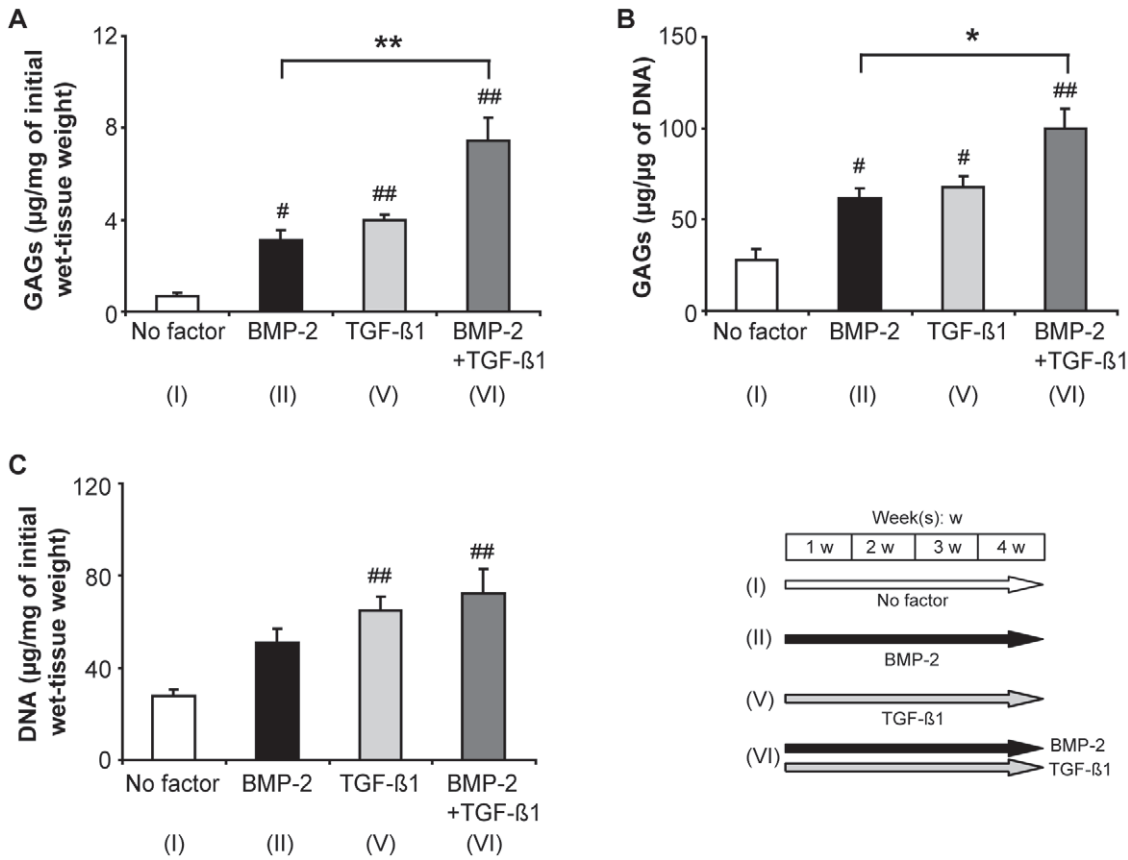 A
GAGs (µg/mg of initial
wet-tissue weight)
12
8
4
0
**
#
##
##
No factor
BMP-2
TGF-ß1
BMP-2
+TGF-ß1
(I)
(II)
(V)
(VI)
B
GAGs (µg/µg of DNA)
150
100
50
0
*
#
#
##
No factor
BMP-2
TGF-ß1
BMP-2
+TGF-ß1
(I)
(II)
(V)
(VI)
C
DNA (µg/mg of initial
wet-tissue weight)
120
80
40
0
##
##
No factor
BMP-2
TGF-ß1
BMP-2
+TGF-ß1
(I)
(II)
(V)
(VI)
Week(s): w
1 w 2 w 3 w 4 w
(I)
No factor
(II)
BMP-2
(V)
TGF-ß1
(VI)
BMP-2
TGF-ß1